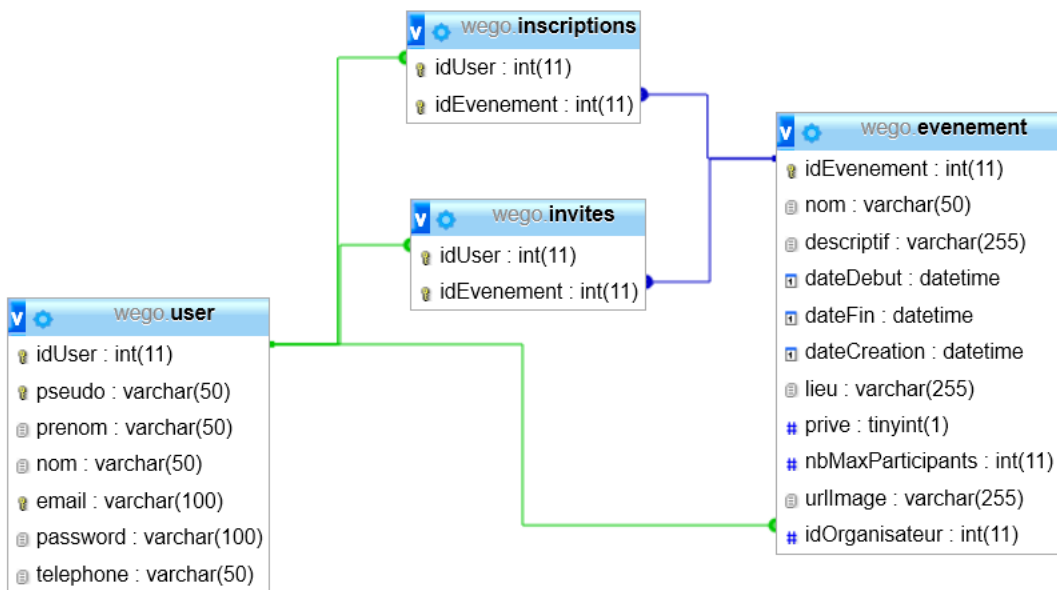 v wego.inscriptions
idUser : int(11)
idEvenement : int(11)
v wego.invites
idUser : int(11)
idEvenement : int(11)
v wego.user
idUser : int(11)
pseudo : varchar(50)
prenom : varchar(50)
nom : varchar(50)
email : varchar(100)
password : varchar(100)
telephone : varchar(50)
v wego.evenement
idEvenement : int(11)
nom : varchar(50)
descriptif : varchar(255)
dateDebut : datetime
dateFin : datetime
dateCreation : datetime
lieu : varchar(255)
# prive : tinyint(1)
# nbMaxParticipants : int(11)
urlImage : varchar(255)
# idOrganisateur : int(11)